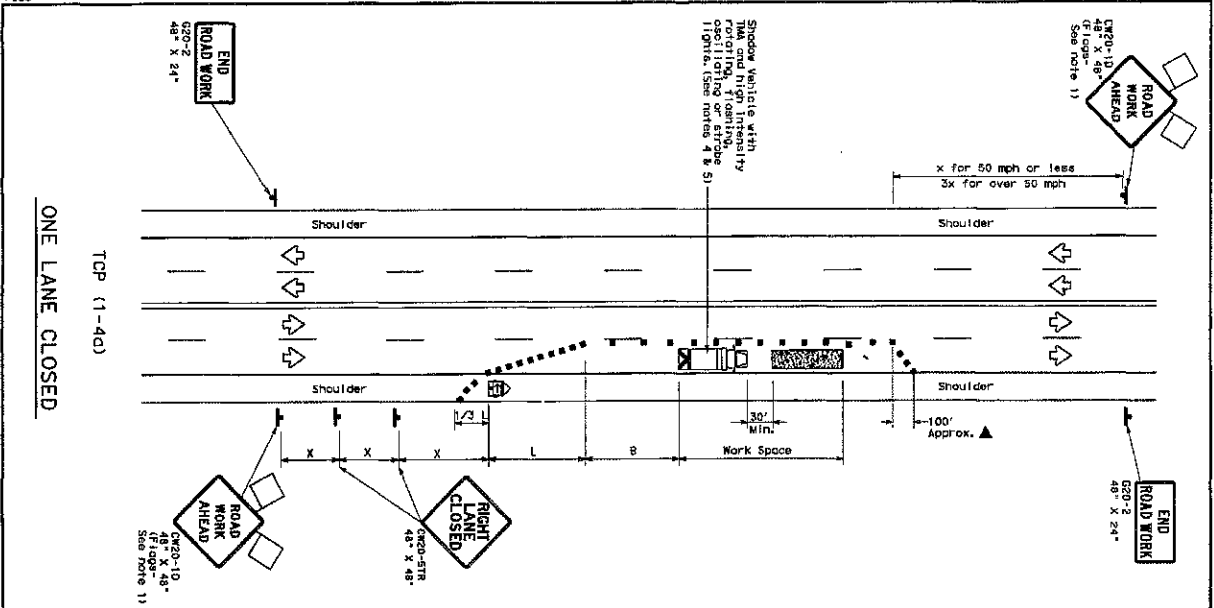 CW20-1D
48" X 48"
(Flags-
See note 1)
ROAD
WORK
AHEAD
END
ROAD WORK
G20-2
48" X 24"
Shadow Vehicle with
TMA and high intensity
rotating, flashing,
oscillating or strobe
lights. (See notes 4 & 5)
x for 50 mph or less
3x for over 50 mph
Shoulder
Shoulder
Shoulder
Shoulder
1/3 L
30'
Min.
100'
Approx. ▲
X
X
X
L
B
Work Space
END
ROAD WORK
G20-2
48" X 24"
RIGHT
LANE
CLOSED
CW20-5TR
48" X 48"
ROAD
WORK
AHEAD
CW20-1D
48" X 48"
(Flags-
See note 1)
TCP (1-4a)
ONE LANE CLOSED